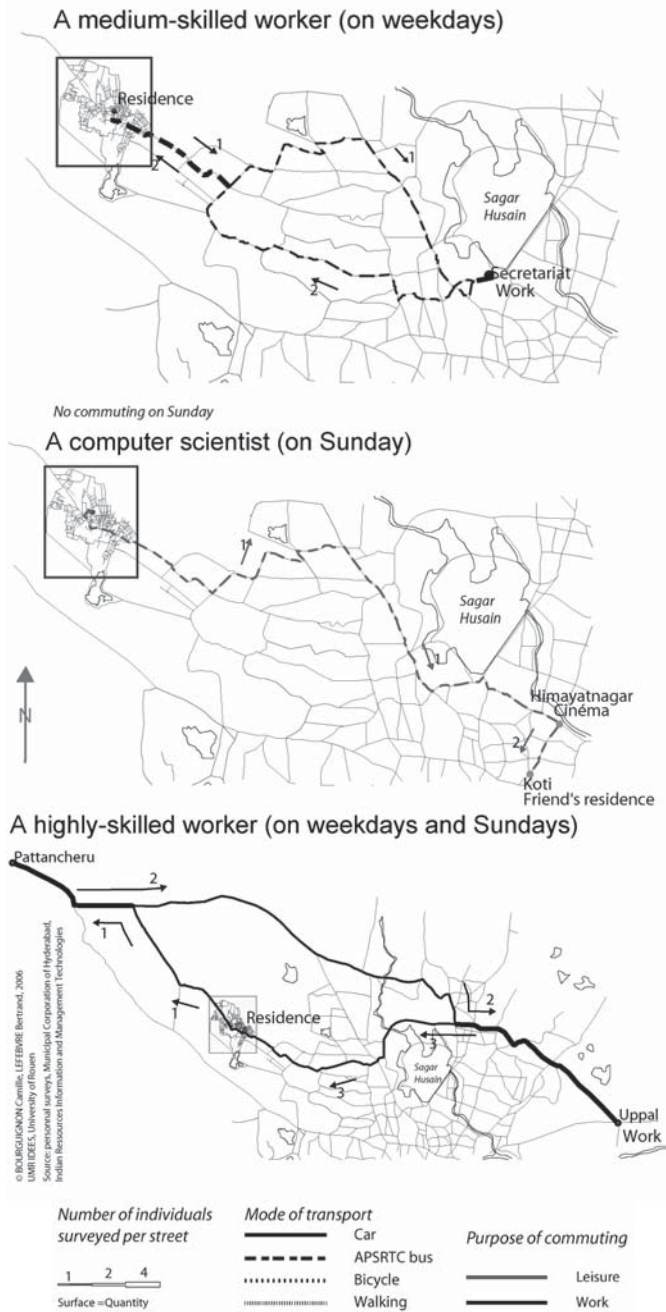 A medium-skilled worker (on weekdays)
Residence
1
2
1
Sagar
Husain
Secretariat
Work
2
No commuting on Sunday
A computer scientist (on Sunday)
1
Sagar
Husain
1
N
Himayatnagar
Cinéma
2
Koti
Friend's residence
A highly-skilled worker (on weekdays and Sundays)
Pattancheru
2
1
2
1
Residence
3
Sagar
Husain
3
Uppal
Work
© BOURGUIGNON Camille, LEFEBVRE Bertrand, 2006
UMR IDEES, University of Rouen
Source: personnal surveys, Municipal Corporation of Hyderabad,
Indian Ressources Information and Management Technologies
Number of individuals
surveyed per street
1 2 4
Surface =Quantity
Mode of transport
Car
APSRTC bus
Bicycle
Walking
Purpose of commuting
Leisure
Work